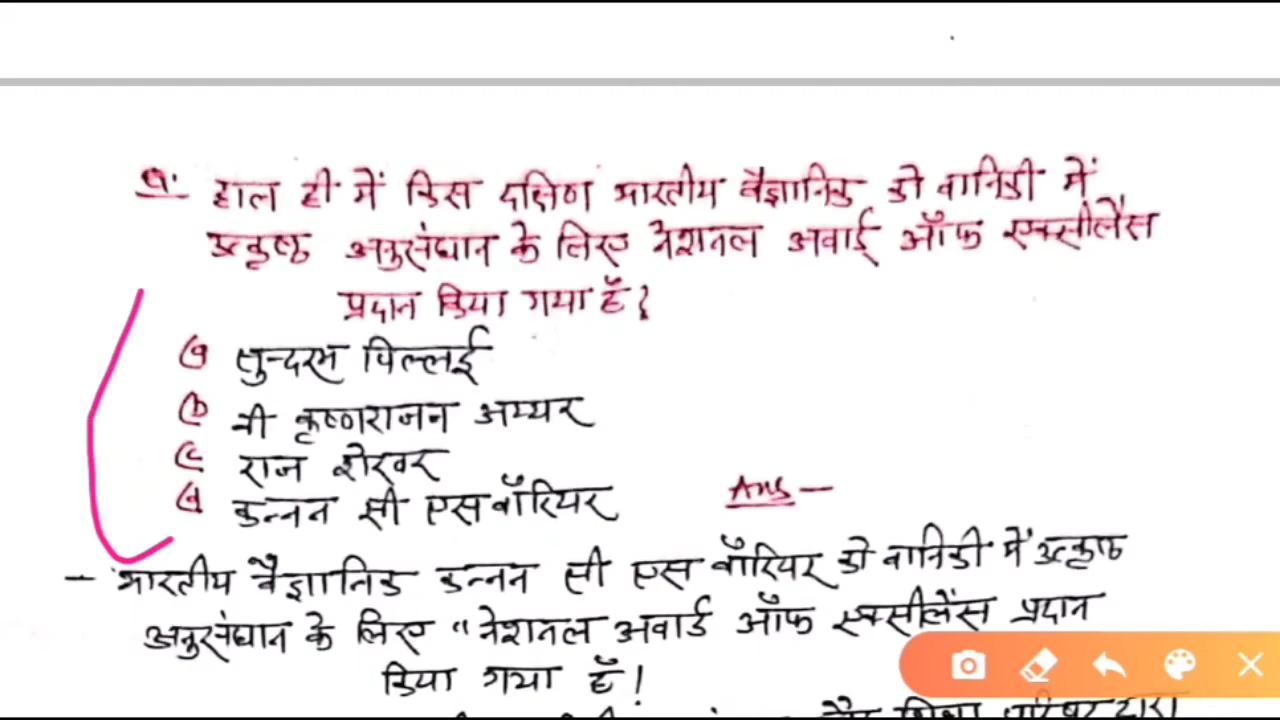 Q. हाल ही में किस दक्षिण भारतीय वैज्ञानिक को वानिकी में
उत्कृष्ठ अनुसंधान के लिए नेशनल अवार्ड ऑफ एक्सीलेंस
प्रदान किया गया है?
(a) सुन्दरम पिल्लई
(b) वी कृष्णराजन अय्यर
(c) राज शेखर
(d) कन्नन सी एस वॉरियर
Ans -
- भारतीय वैज्ञानिक कन्नन सी एस वॉरियर को वानिकी में उत्कृष्ठ
अनुसंधान के लिए "नेशनल अवार्ड ऑफ एक्सीलेंस प्रदान
किया गया है!